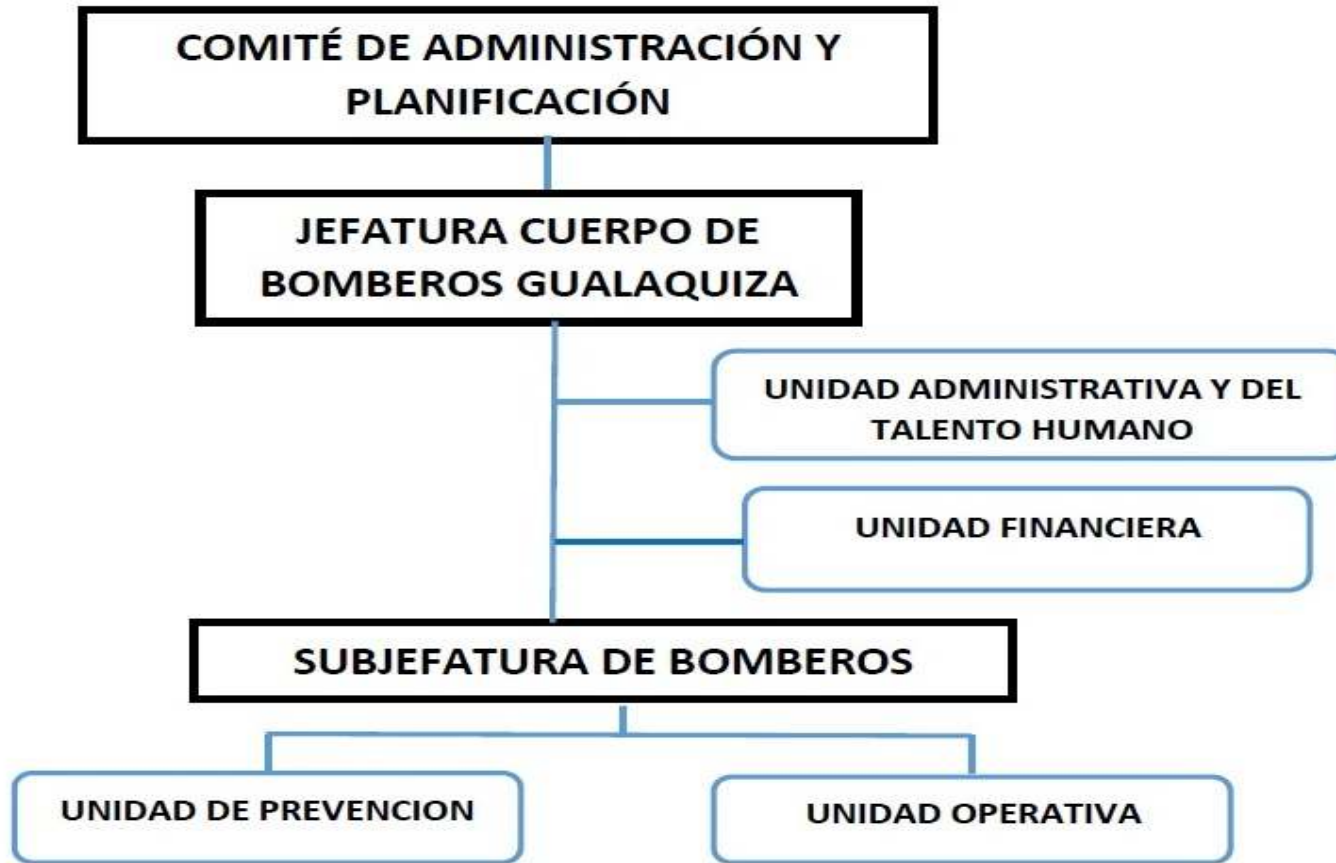 COMITÉ DE ADMINISTRACIÓN Y
PLANIFICACIÓN
JEFATURA CUERPO DE
BOMBEROS GUALAQUIZA
UNIDAD ADMINISTRATIVA Y DEL
TALENTO HUMANO
UNIDAD FINANCIERA
SUBJEFATURA DE BOMBEROS
UNIDAD DE PREVENCION
UNIDAD OPERATIVA